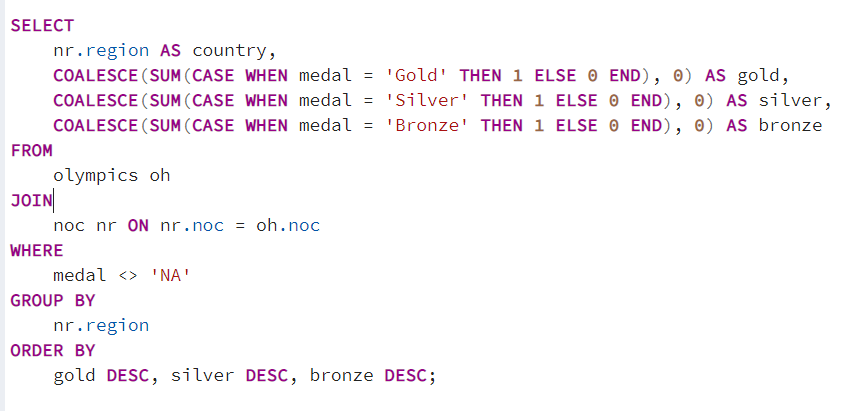 SELECT
    nr.region AS country,
    COALESCE(SUM(CASE WHEN medal = 'Gold' THEN 1 ELSE 0 END), 0) AS gold,
    COALESCE(SUM(CASE WHEN medal = 'Silver' THEN 1 ELSE 0 END), 0) AS silver,
    COALESCE(SUM(CASE WHEN medal = 'Bronze' THEN 1 ELSE 0 END), 0) AS bronze
FROM
    olympics oh
JOIN
    noc nr ON nr.noc = oh.noc
WHERE
    medal <> 'NA'
GROUP BY
    nr.region
ORDER BY
    gold DESC, silver DESC, bronze DESC;